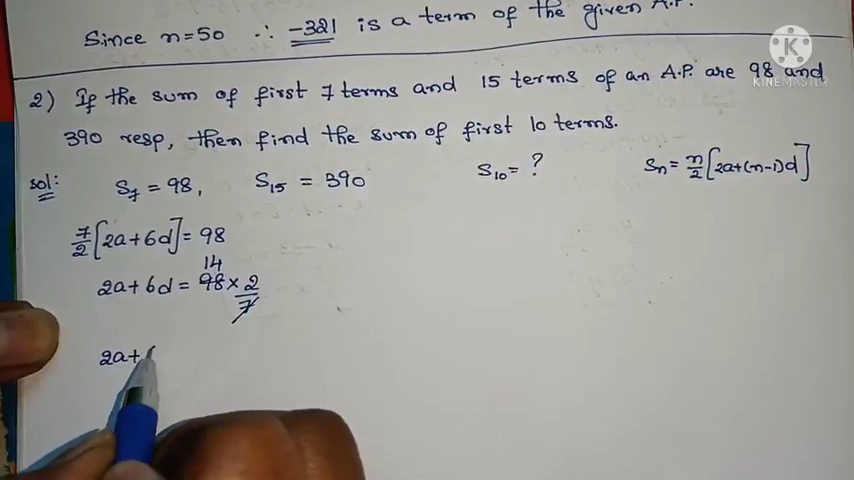 Since n=50 ∴ -321 is a term of the given A.P.
K
KINEMASTER
2) If the sum of first 7 terms and 15 terms of an A.P. are 98 and
390 resp, then find the sum of first 10 terms.
Sol: S₇ = 98, S₁₅ = 390 S₁₀ = ? Sn = n/2 [2a+(n-1)d]
7/2 [2a+6d] = 98
14
2a+6d = 98 × 2/7
2a+